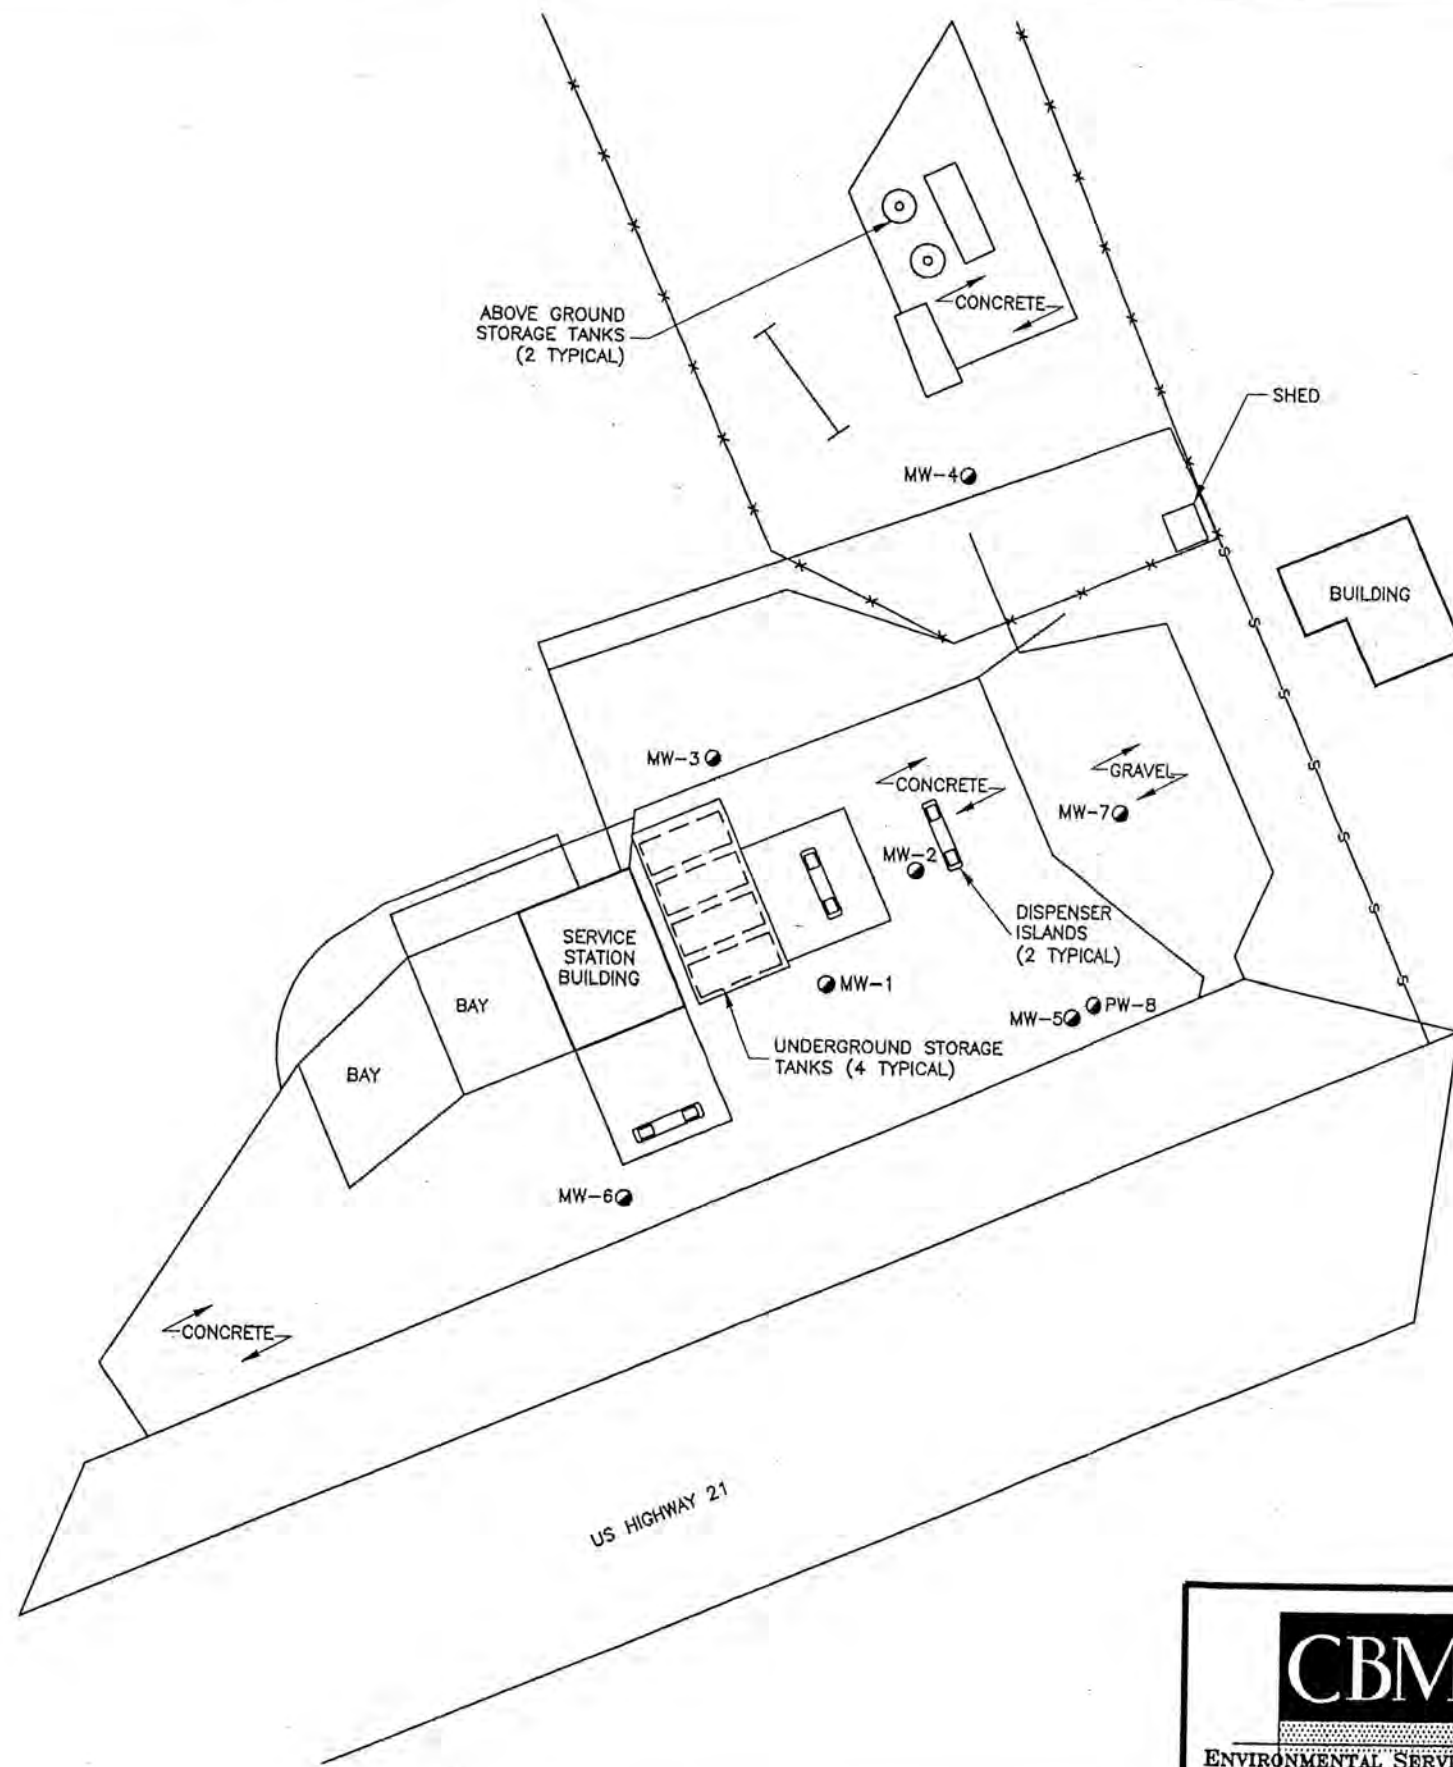 ABOVE GROUND
STORAGE TANKS
(2 TYPICAL)
CONCRETE
SHED
MW-4
BUILDING
MW-3
CONCRETE
GRAVEL
MW-7
MW-2
DISPENSER
ISLANDS
(2 TYPICAL)
SERVICE
STATION
BUILDING
BAY
MW-1
MW-5
PW-8
UNDERGROUND STORAGE
TANKS (4 TYPICAL)
BAY
MW-6
CONCRETE
US HIGHWAY 21
S
S
S
S
S
S
S
CBM
ENVIRONMENTAL SERVI